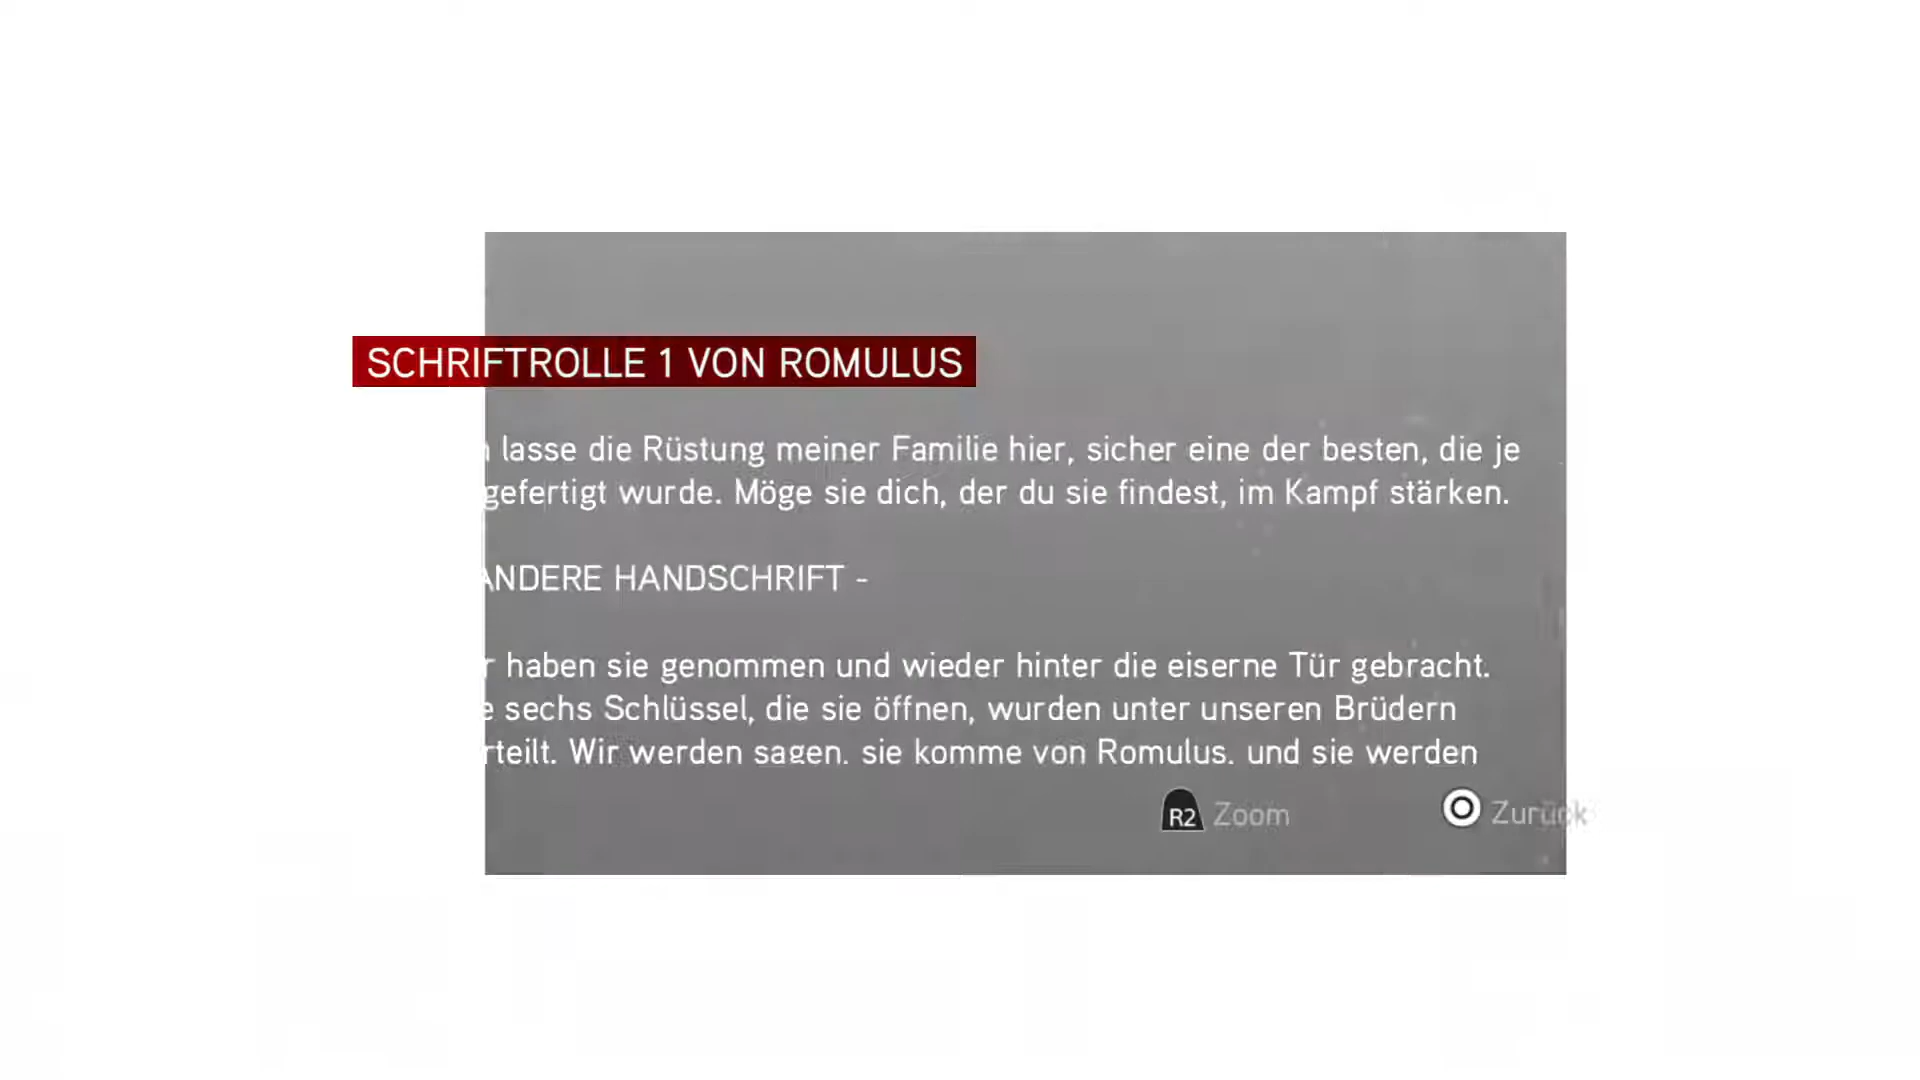 SCHRIFTROLLE 1 VON ROMULUS
lasse die Rüstung meiner Familie hier, sicher eine der besten, die je
gefertigt wurde. Möge sie dich, der du sie findest, im Kampf stärken.
ANDERE HANDSCHRIFT -
r haben sie genommen und wieder hinter die eiserne Tür gebracht.
e sechs Schlüssel, die sie öffnen, wurden unter unseren Brüdern
rteilt. Wir werden sagen, sie komme von Romulus, und sie werden
R2 Zoom Zurück